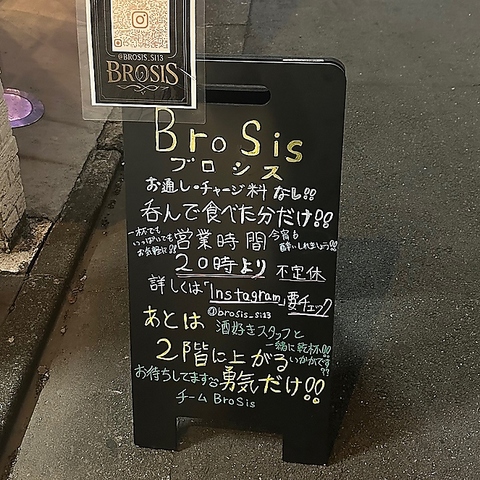 @BROSIS_SI13
BROSIS
BroSis
ブロシス
お通し・チャージ料 なし!!
呑んで食べた分だけ!!
一杯でも
いっぱいでも
お気軽に!!
営業時間
今宵も
酔いしれましょう!!
20時より 不定休
詳しくは「Instagram」要チェック
@brosis_si13
あとは 酒好きスタッフと
一緒に乾杯!!
いかがです??
2階に上がる
お待ちしてます
勇気だけ!!
チーム BroSis